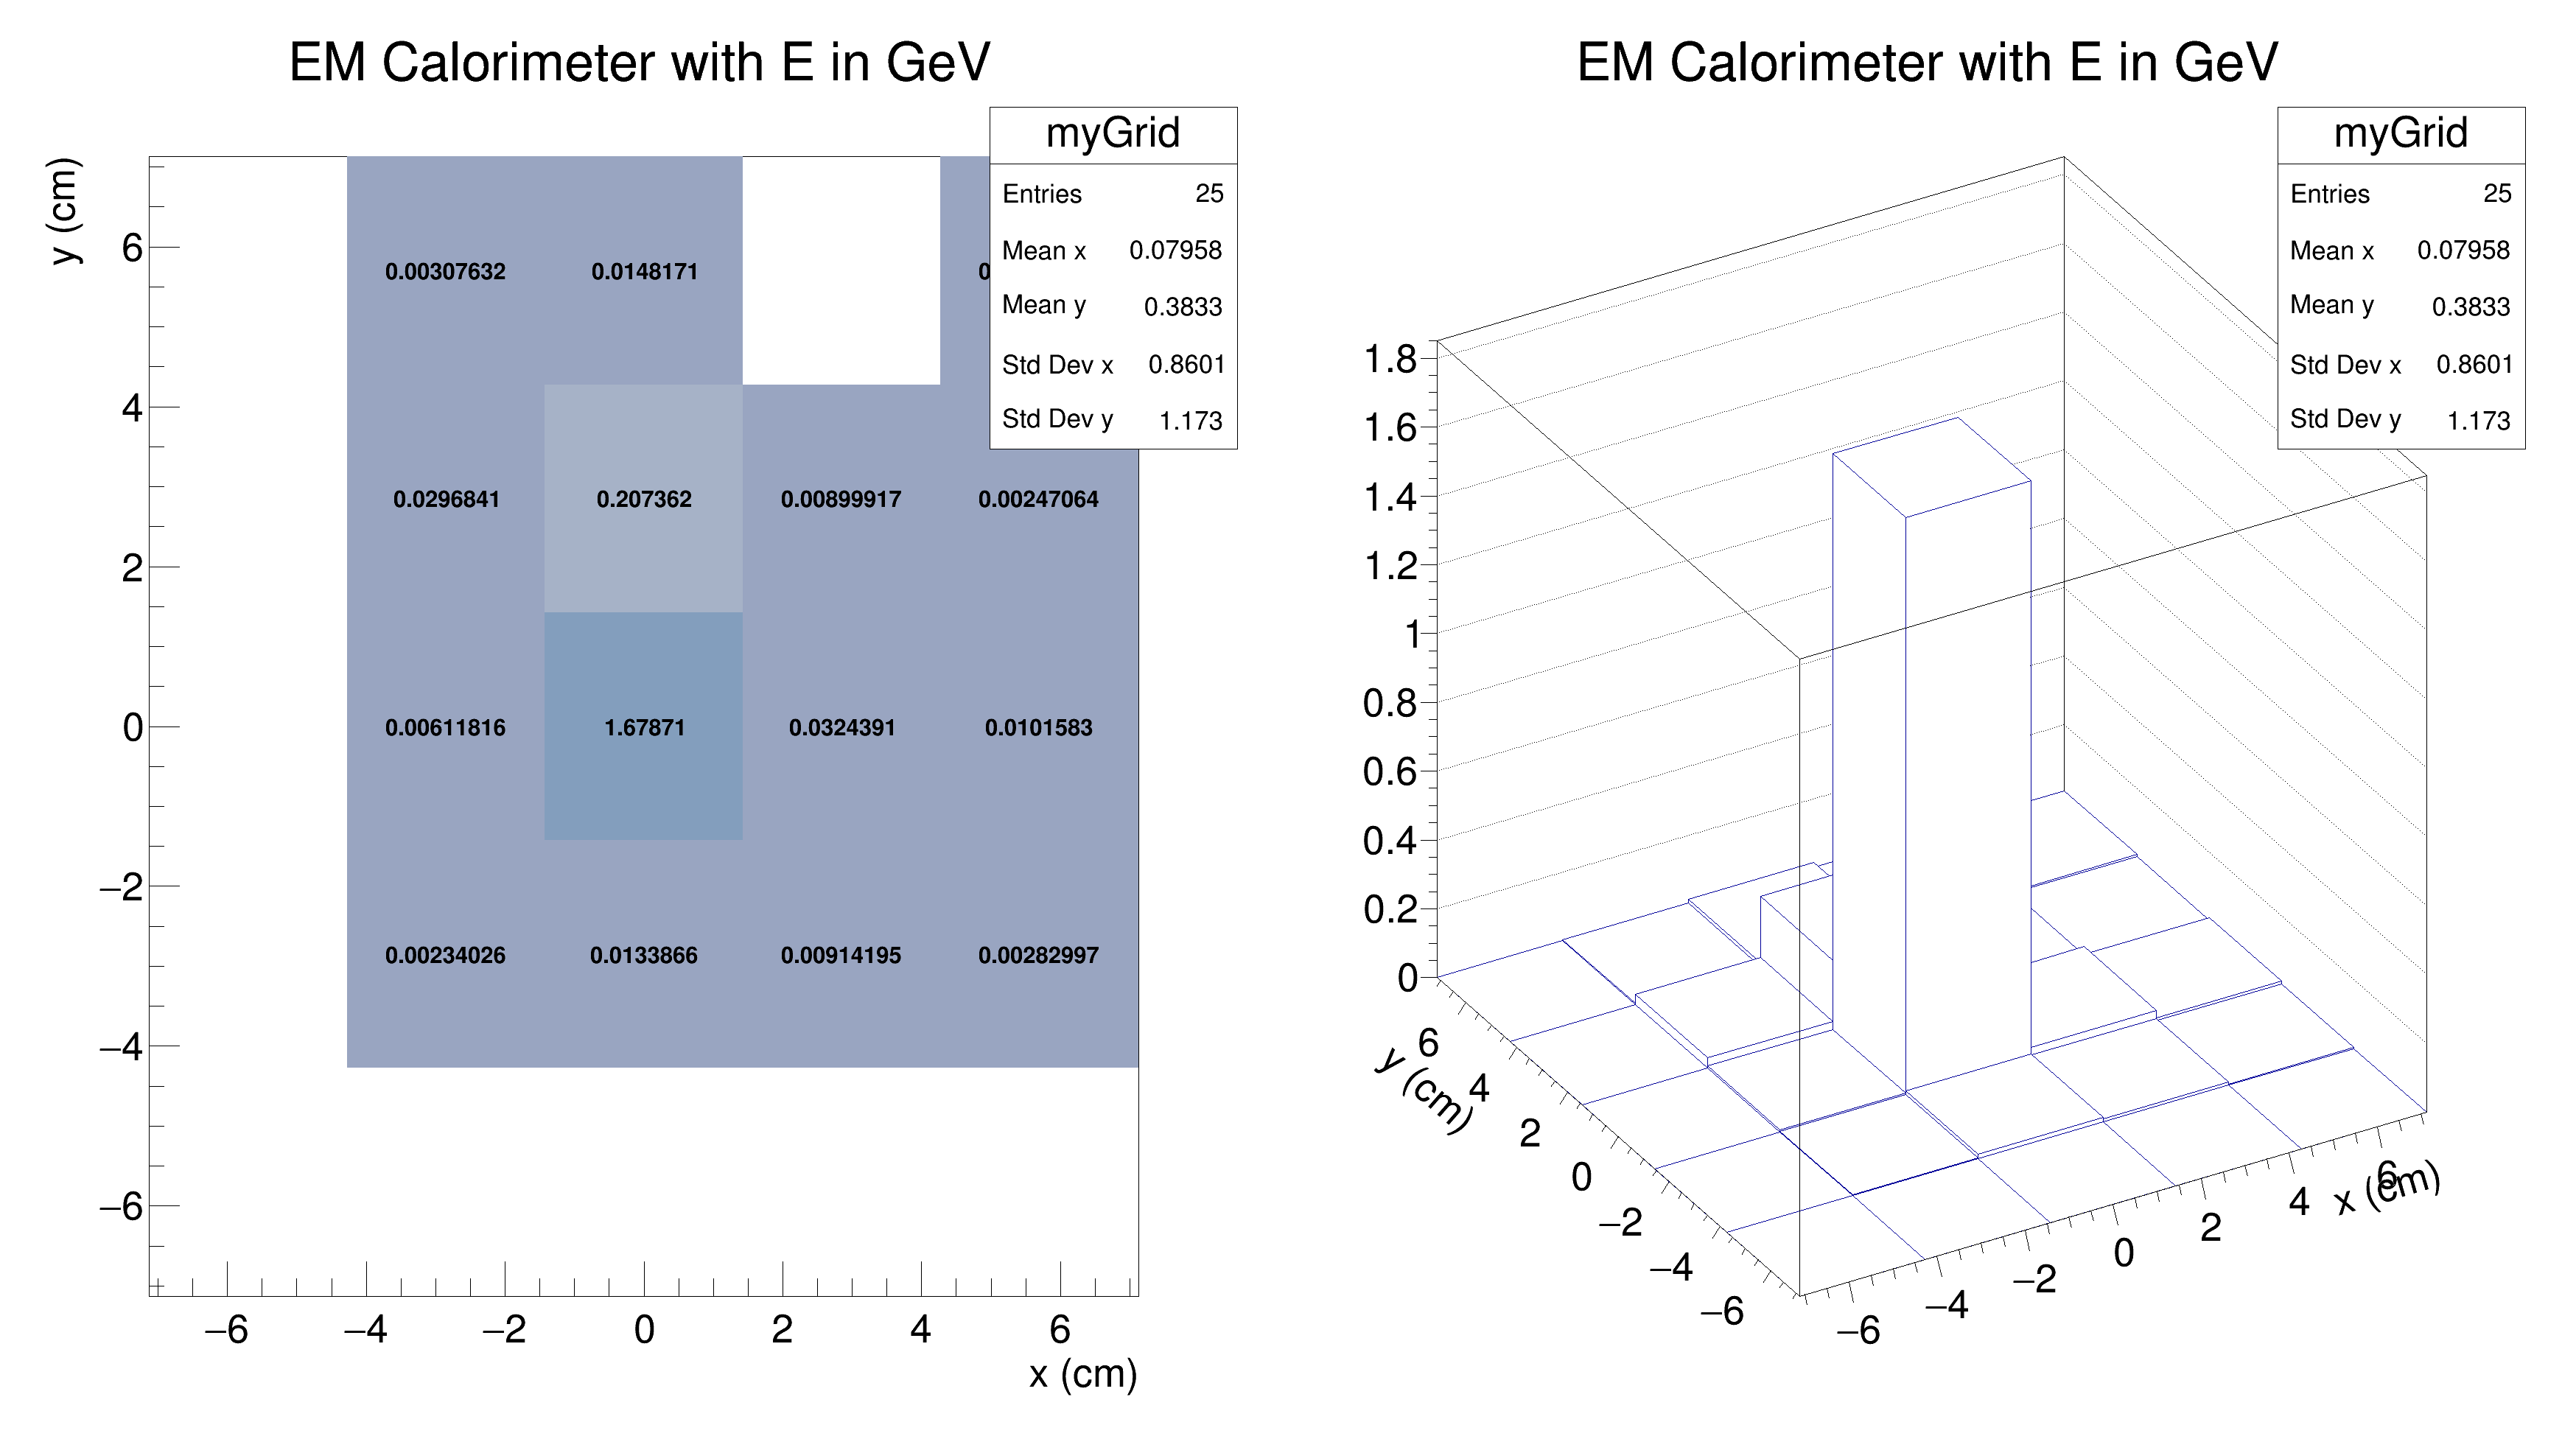 EM Calorimeter with E in GeV
myGrid
Entries 25
Mean x 0.07958
Mean y 0.3833
Std Dev x 0.8601
Std Dev y 1.173
y (cm)
6
4
2
0
−2
−4
−6
0.00307632 0.0148171
0.0296841 0.207362 0.00899917 0.00247064
0.00611816 1.67871 0.0324391 0.0101583
0.00234026 0.0133866 0.00914195 0.00282997
−6 −4 −2 0 2 4 6
x (cm)
EM Calorimeter with E in GeV
myGrid
Entries 25
Mean x 0.07958
Mean y 0.3833
Std Dev x 0.8601
Std Dev y 1.173
1.8
1.6
1.4
1.2
1
0.8
0.6
0.4
0.2
0
y (cm)
6
4
2
0
−2
−4
−6
−6 −4 −2 0 2 4 6
x (cm)